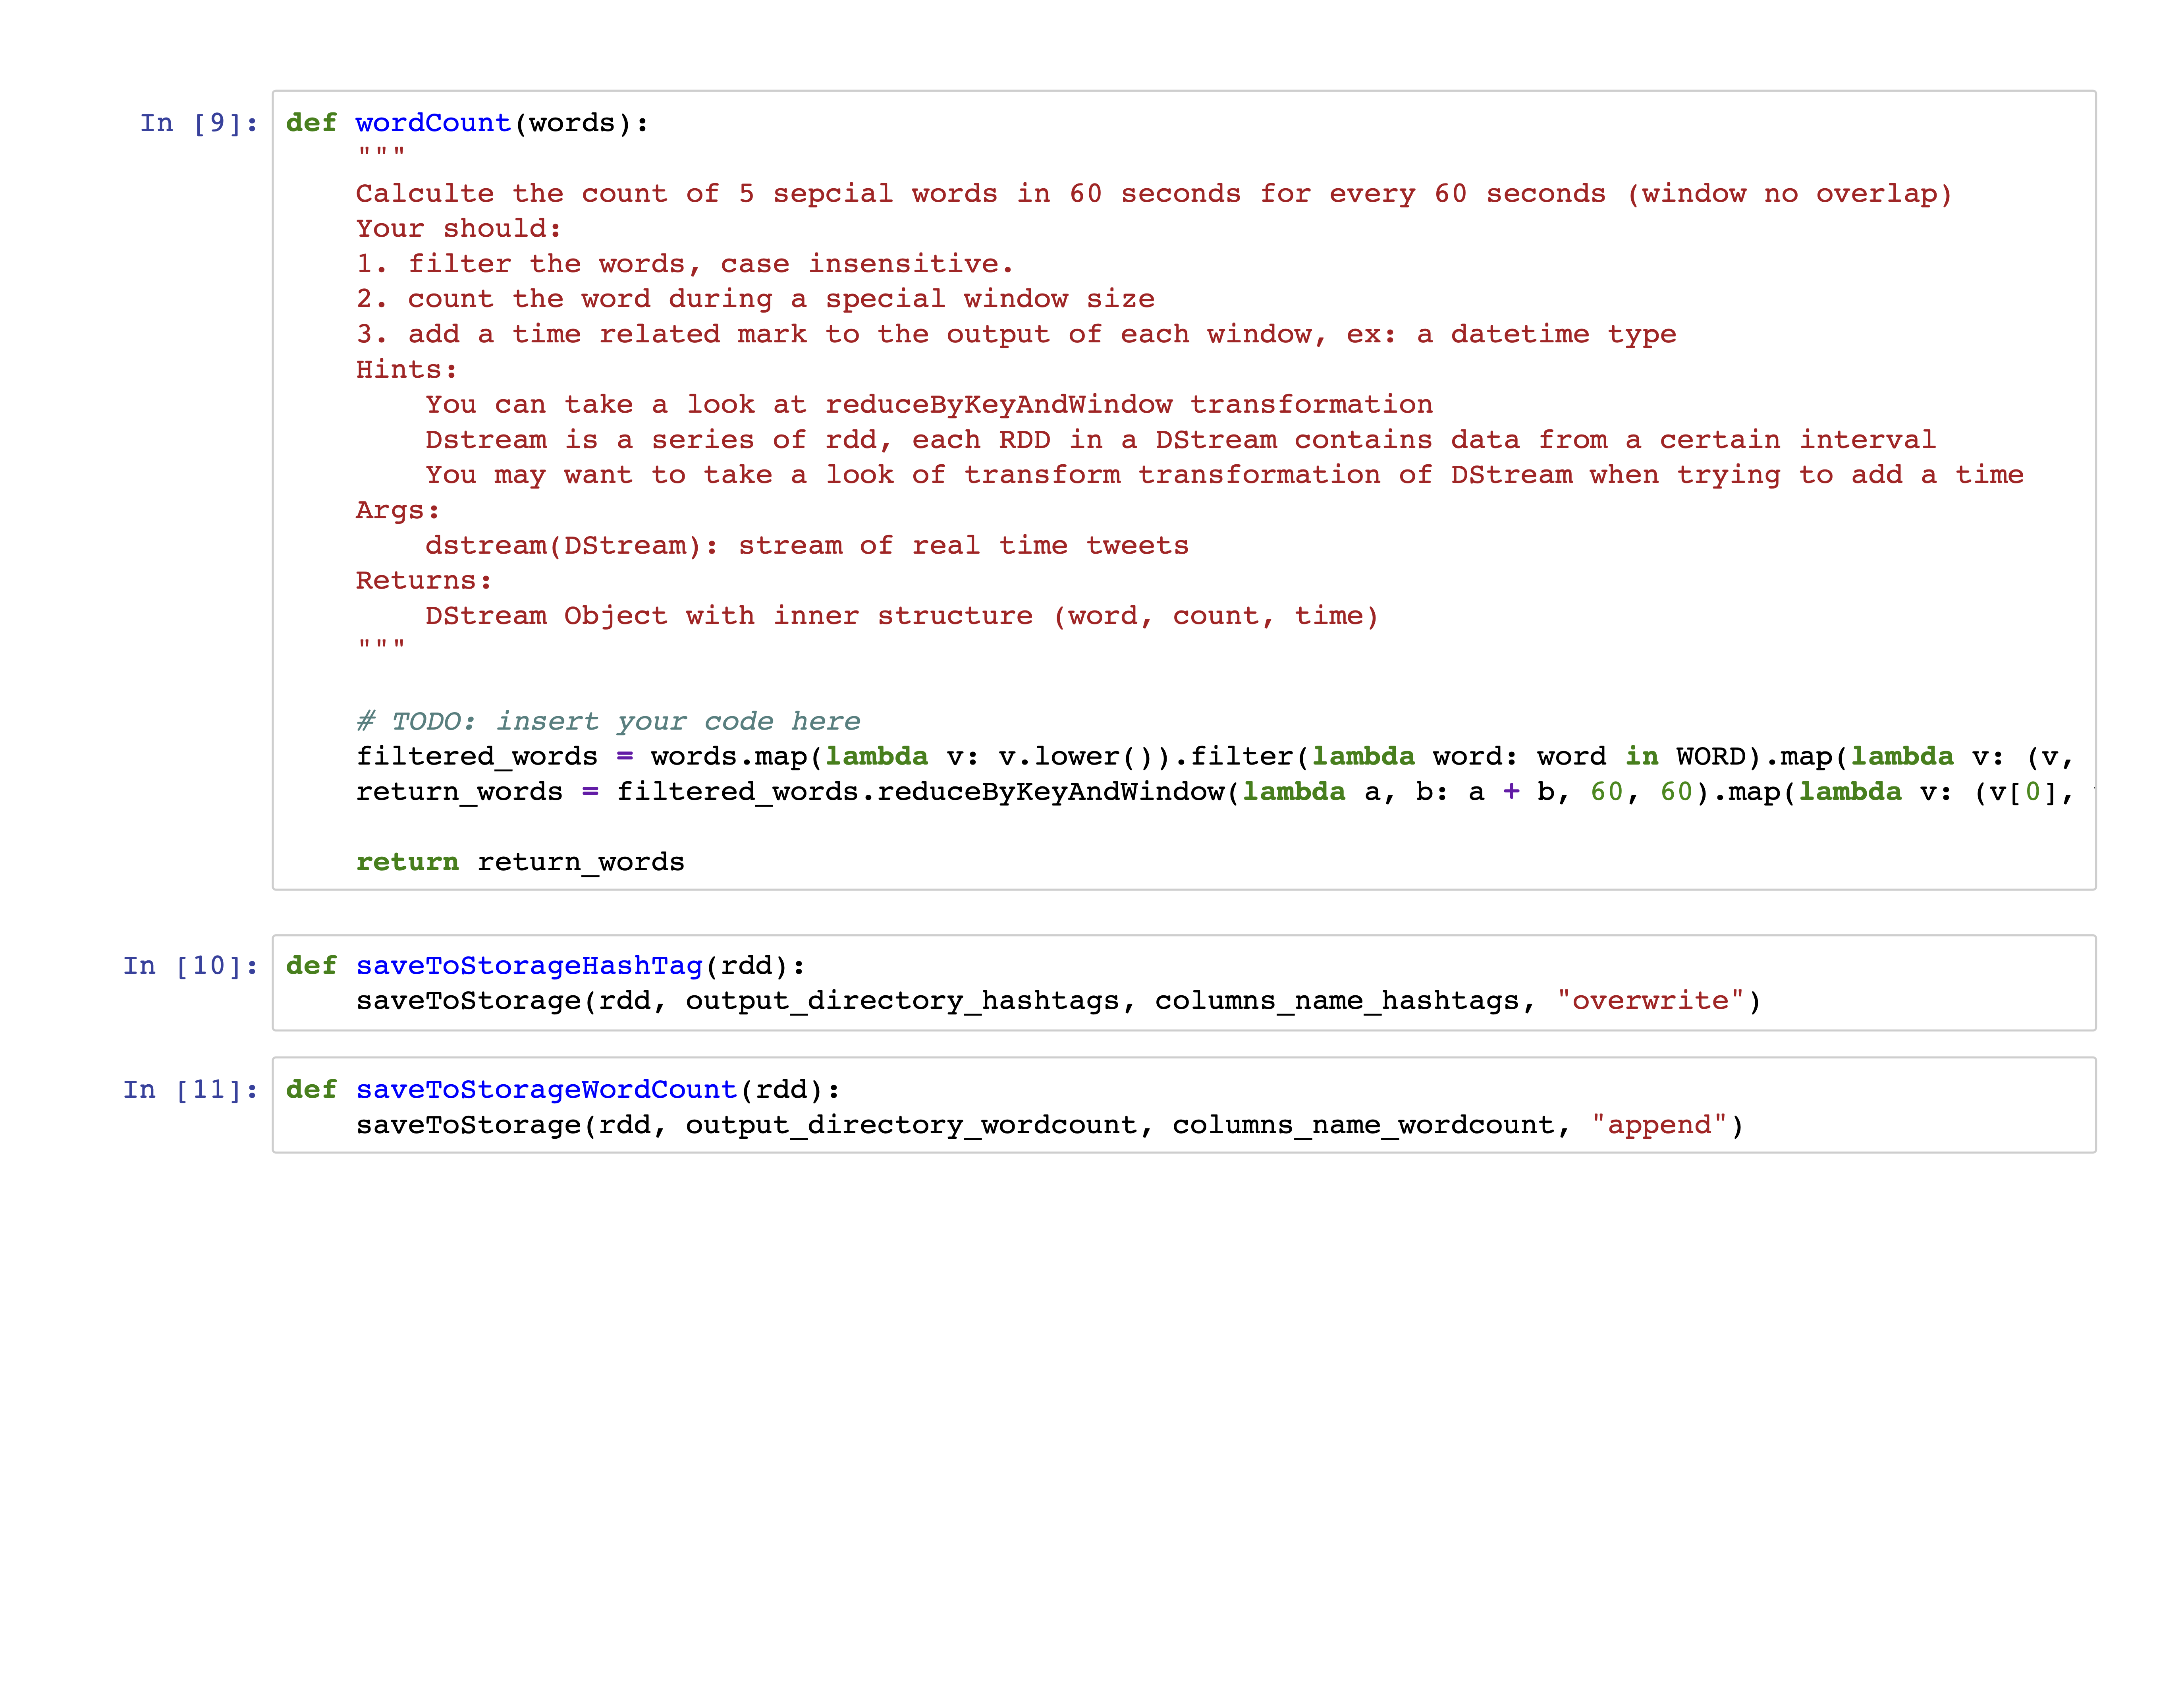 In [9]: def wordCount(words):
    """
    Calculte the count of 5 sepcial words in 60 seconds for every 60 seconds (window no overlap)
    Your should:
    1. filter the words, case insensitive.
    2. count the word during a special window size
    3. add a time related mark to the output of each window, ex: a datetime type
    Hints:
        You can take a look at reduceByKeyAndWindow transformation
        Dstream is a series of rdd, each RDD in a DStream contains data from a certain interval
        You may want to take a look of transform transformation of DStream when trying to add a time
    Args:
        dstream(DStream): stream of real time tweets
    Returns:
        DStream Object with inner structure (word, count, time)
    """
    # TODO: insert your code here
    filtered_words = words.map(lambda v: v.lower()).filter(lambda word: word in WORD).map(lambda v: (v,
    return_words = filtered_words.reduceByKeyAndWindow(lambda a, b: a + b, 60, 60).map(lambda v: (v[0],
    return return_words
In [10]: def saveToStorageHashTag(rdd):
    saveToStorage(rdd, output_directory_hashtags, columns_name_hashtags, "overwrite")
In [11]: def saveToStorageWordCount(rdd):
    saveToStorage(rdd, output_directory_wordcount, columns_name_wordcount, "append")